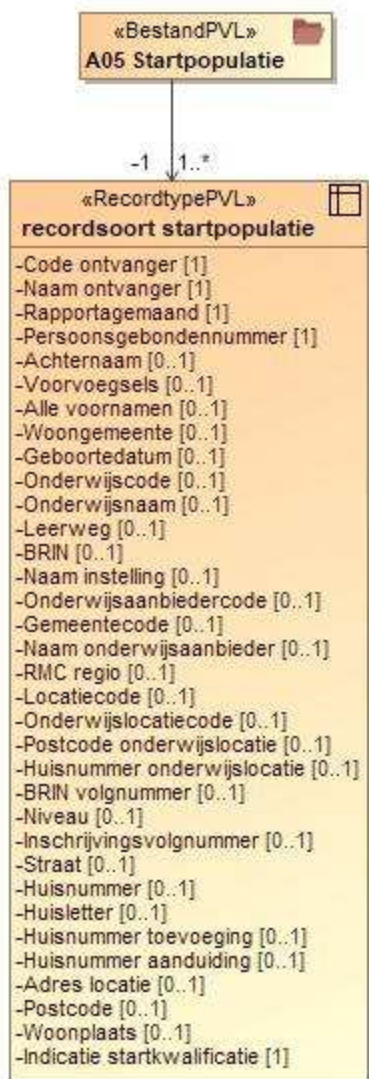 «BestandPVL»
A05 Startpopulatie
-1 1..*
«RecordtypePVL»
recordsoort startpopulatie
-Code ontvanger [1]
-Naam ontvanger [1]
-Rapportagemaand [1]
-Persoonsgebondennummer [1]
-Achternaam [0..1]
-Voorvoegsels [0..1]
-Alle voornamen [0..1]
-Woongemeente [0..1]
-Geboortedatum [0..1]
-Onderwijscode [0..1]
-Onderwijsnaam [0..1]
-Leerweg [0..1]
-BRIN [0..1]
-Naam instelling [0..1]
-Onderwijsaanbiedercode [0..1]
-Gemeentecode [0..1]
-Naam onderwijsaanbieder [0..1]
-RMC regio [0..1]
-Locatiecode [0..1]
-Onderwijslocatiecode [0..1]
-Postcode onderwijslocatie [0..1]
-Huisnummer onderwijslocatie [0..1]
-BRIN volgnummer [0..1]
-Niveau [0..1]
-Inschrijvingsvolgnummer [0..1]
-Straat [0..1]
-Huisnummer [0..1]
-Huisletter [0..1]
-Huisnummer toevoeging [0..1]
-Huisnummer aanduiding [0..1]
-Adres locatie [0..1]
-Postcode [0..1]
-Woonplaats [0..1]
-Indicatie startkwalificatie [1]